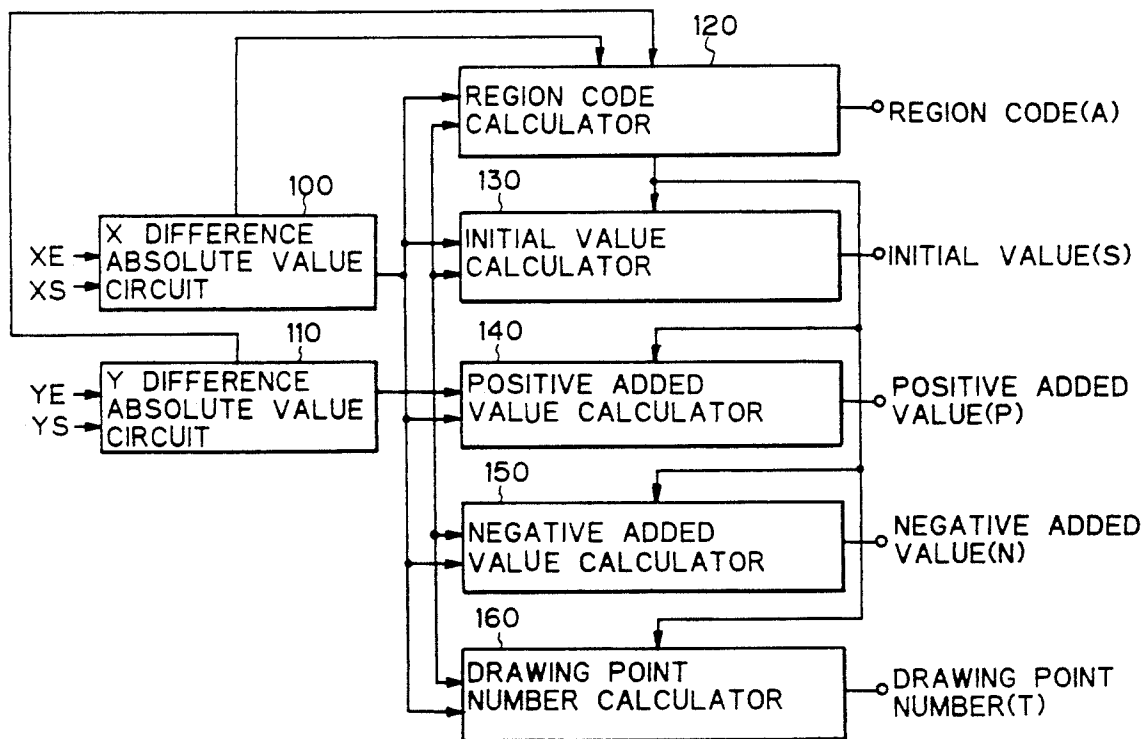 120
REGION CODE
CALCULATOR
REGION CODE(A)
100
X DIFFERENCE
ABSOLUTE VALUE
CIRCUIT
XE
XS
130
INITIAL VALUE
CALCULATOR
INITIAL VALUE(S)
110
Y DIFFERENCE
ABSOLUTE VALUE
CIRCUIT
YE
YS
140
POSITIVE ADDED
VALUE CALCULATOR
POSITIVE ADDED
VALUE(P)
150
NEGATIVE ADDED
VALUE CALCULATOR
NEGATIVE ADDED
VALUE(N)
160
DRAWING POINT
NUMBER CALCULATOR
DRAWING POINT
NUMBER(T)